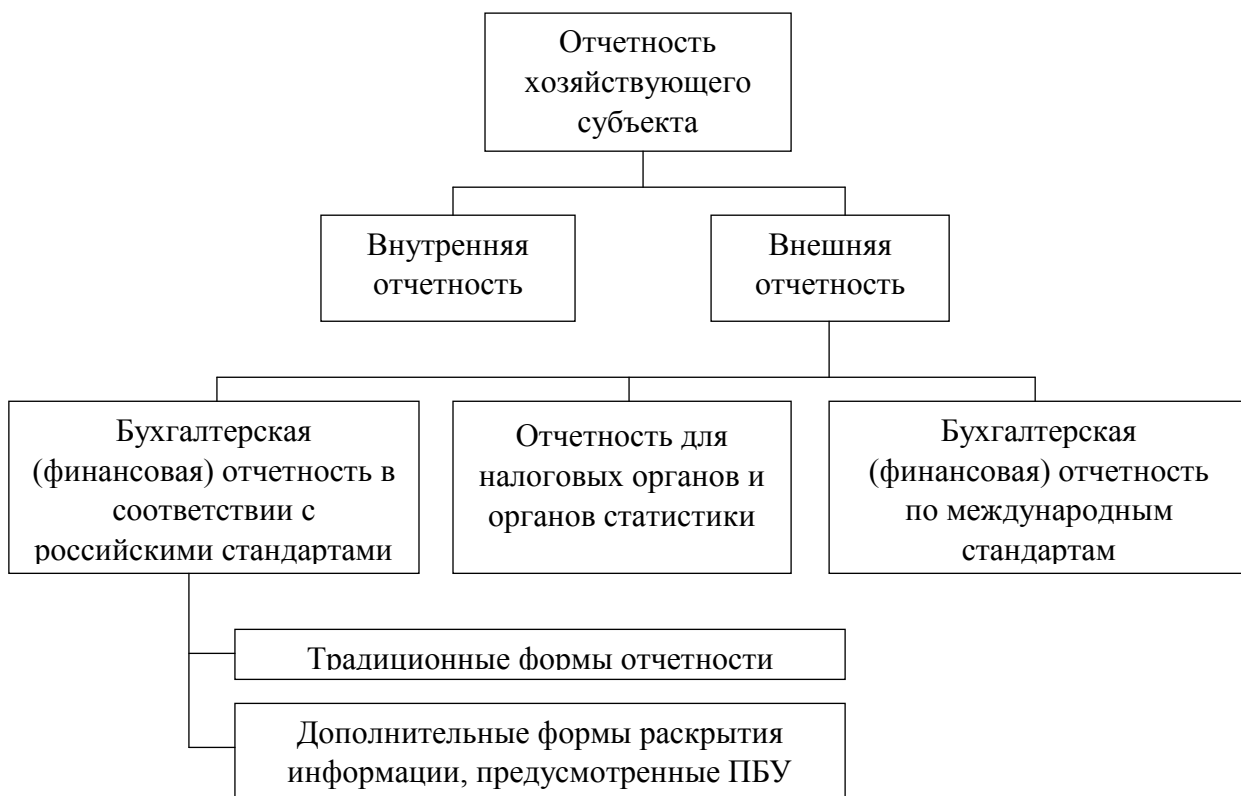 Отчетность
хозяйствующего
субъекта
Внутренняя
отчетность
Внешняя
отчетность
Бухгалтерская
(финансовая) отчетность в
соответствии с
российскими стандартами
Отчетность для
налоговых органов и
органов статистики
Бухгалтерская
(финансовая) отчетность
по международным
стандартам
Традиционные формы отчетности
Дополнительные формы раскрытия
информации, предусмотренные ПБУ